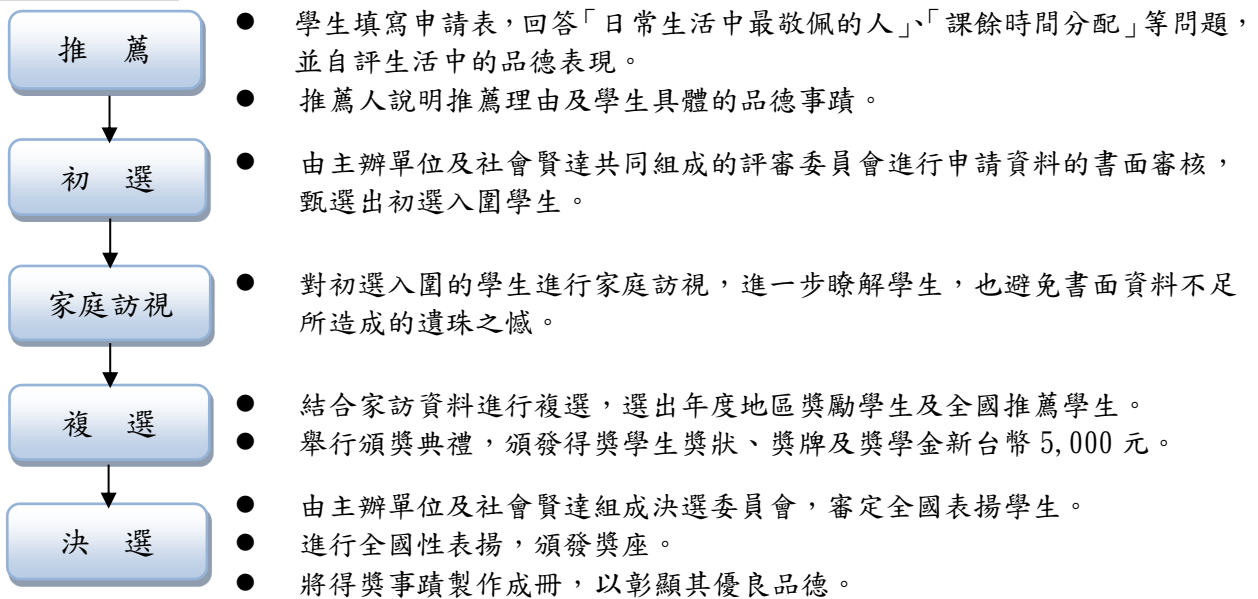 推 薦
● 學生填寫申請表，回答「日常生活中最敬佩的人」、「課餘時間分配」等問題，
並自評生活中的品德表現。
● 推薦人說明推薦理由及學生具體的品德事蹟。
初 選
● 由主辦單位及社會賢達共同組成的評審委員會進行申請資料的書面審核，
甄選出初選入圍學生。
家庭訪視
● 對初選入圍的學生進行家庭訪視，進一步瞭解學生，也避免書面資料不足
所造成的遺珠之憾。
複 選
● 結合家訪資料進行複選，選出年度地區獎勵學生及全國推薦學生。
● 舉行頒獎典禮，頒發得獎學生獎狀、獎牌及獎學金新台幣 5,000 元。
決 選
● 由主辦單位及社會賢達組成決選委員會，審定全國表揚學生。
● 進行全國性表揚，頒發獎座。
● 將得獎事蹟製作成冊，以彰顯其優良品德。